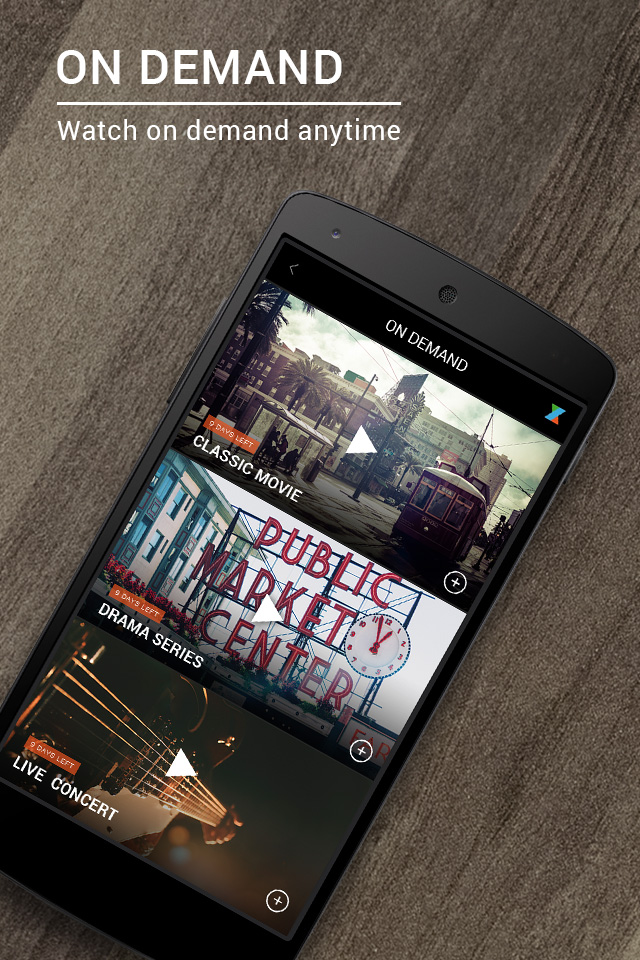 ON DEMAND
Watch on demand anytime
ON DEMAND
9 DAYS LEFT
CLASSIC MOVIE
PUBLIC
MARKET
CENTER
9 DAYS LEFT
DRAMA SERIES
9 DAYS LEFT
LIVE CONCERT